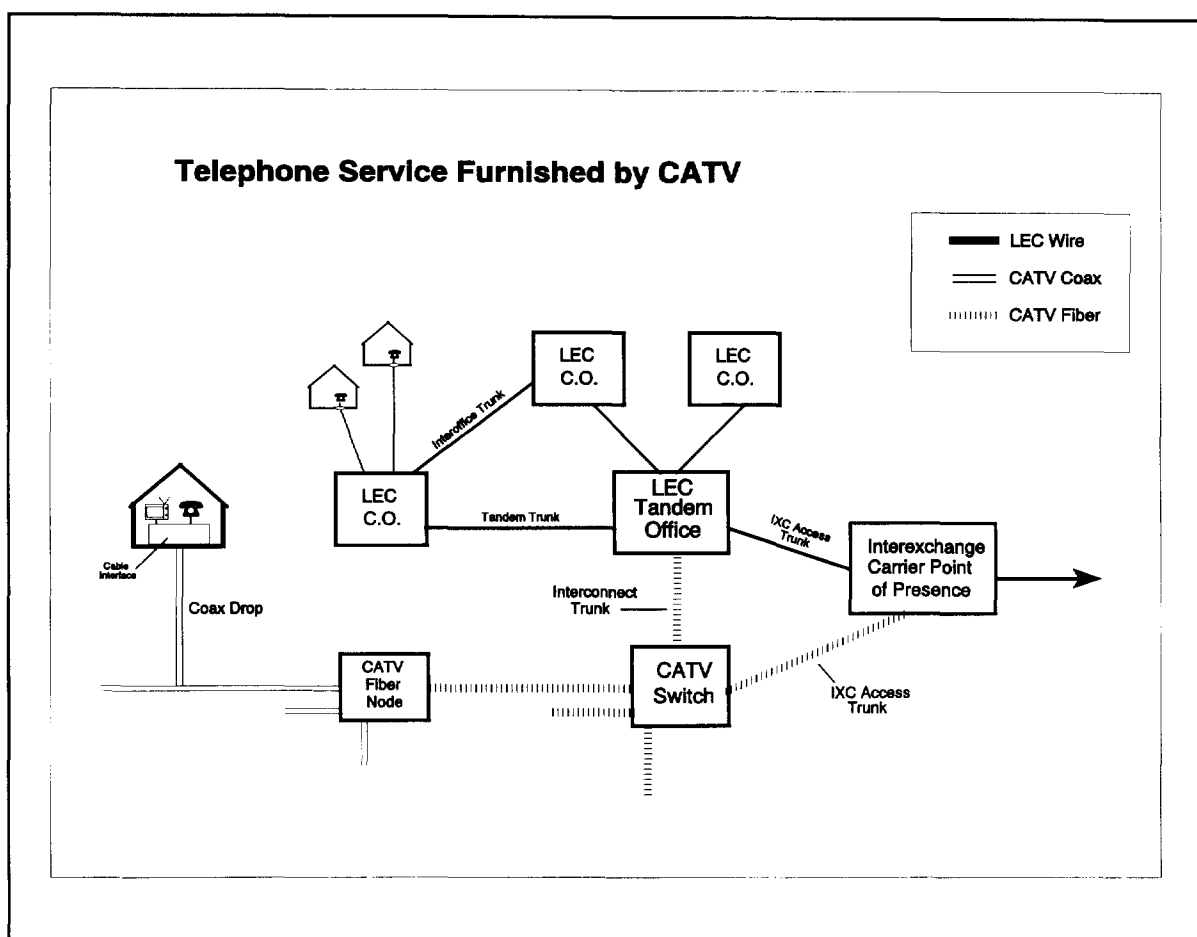 Telephone Service Furnished by CATV
LEC Wire
CATV Coax
CATV Fiber
LEC
C.O.
LEC
C.O.
Interoffice Trunk
LEC
C.O.
Tandem Trunk
LEC
Tandem
Office
IXC Access
Trunk
Interexchange
Carrier Point
of Presence
Cable
Interface
Coax Drop
Interconnect
Trunk
CATV
Fiber
Node
CATV
Switch
IXC Access
Trunk